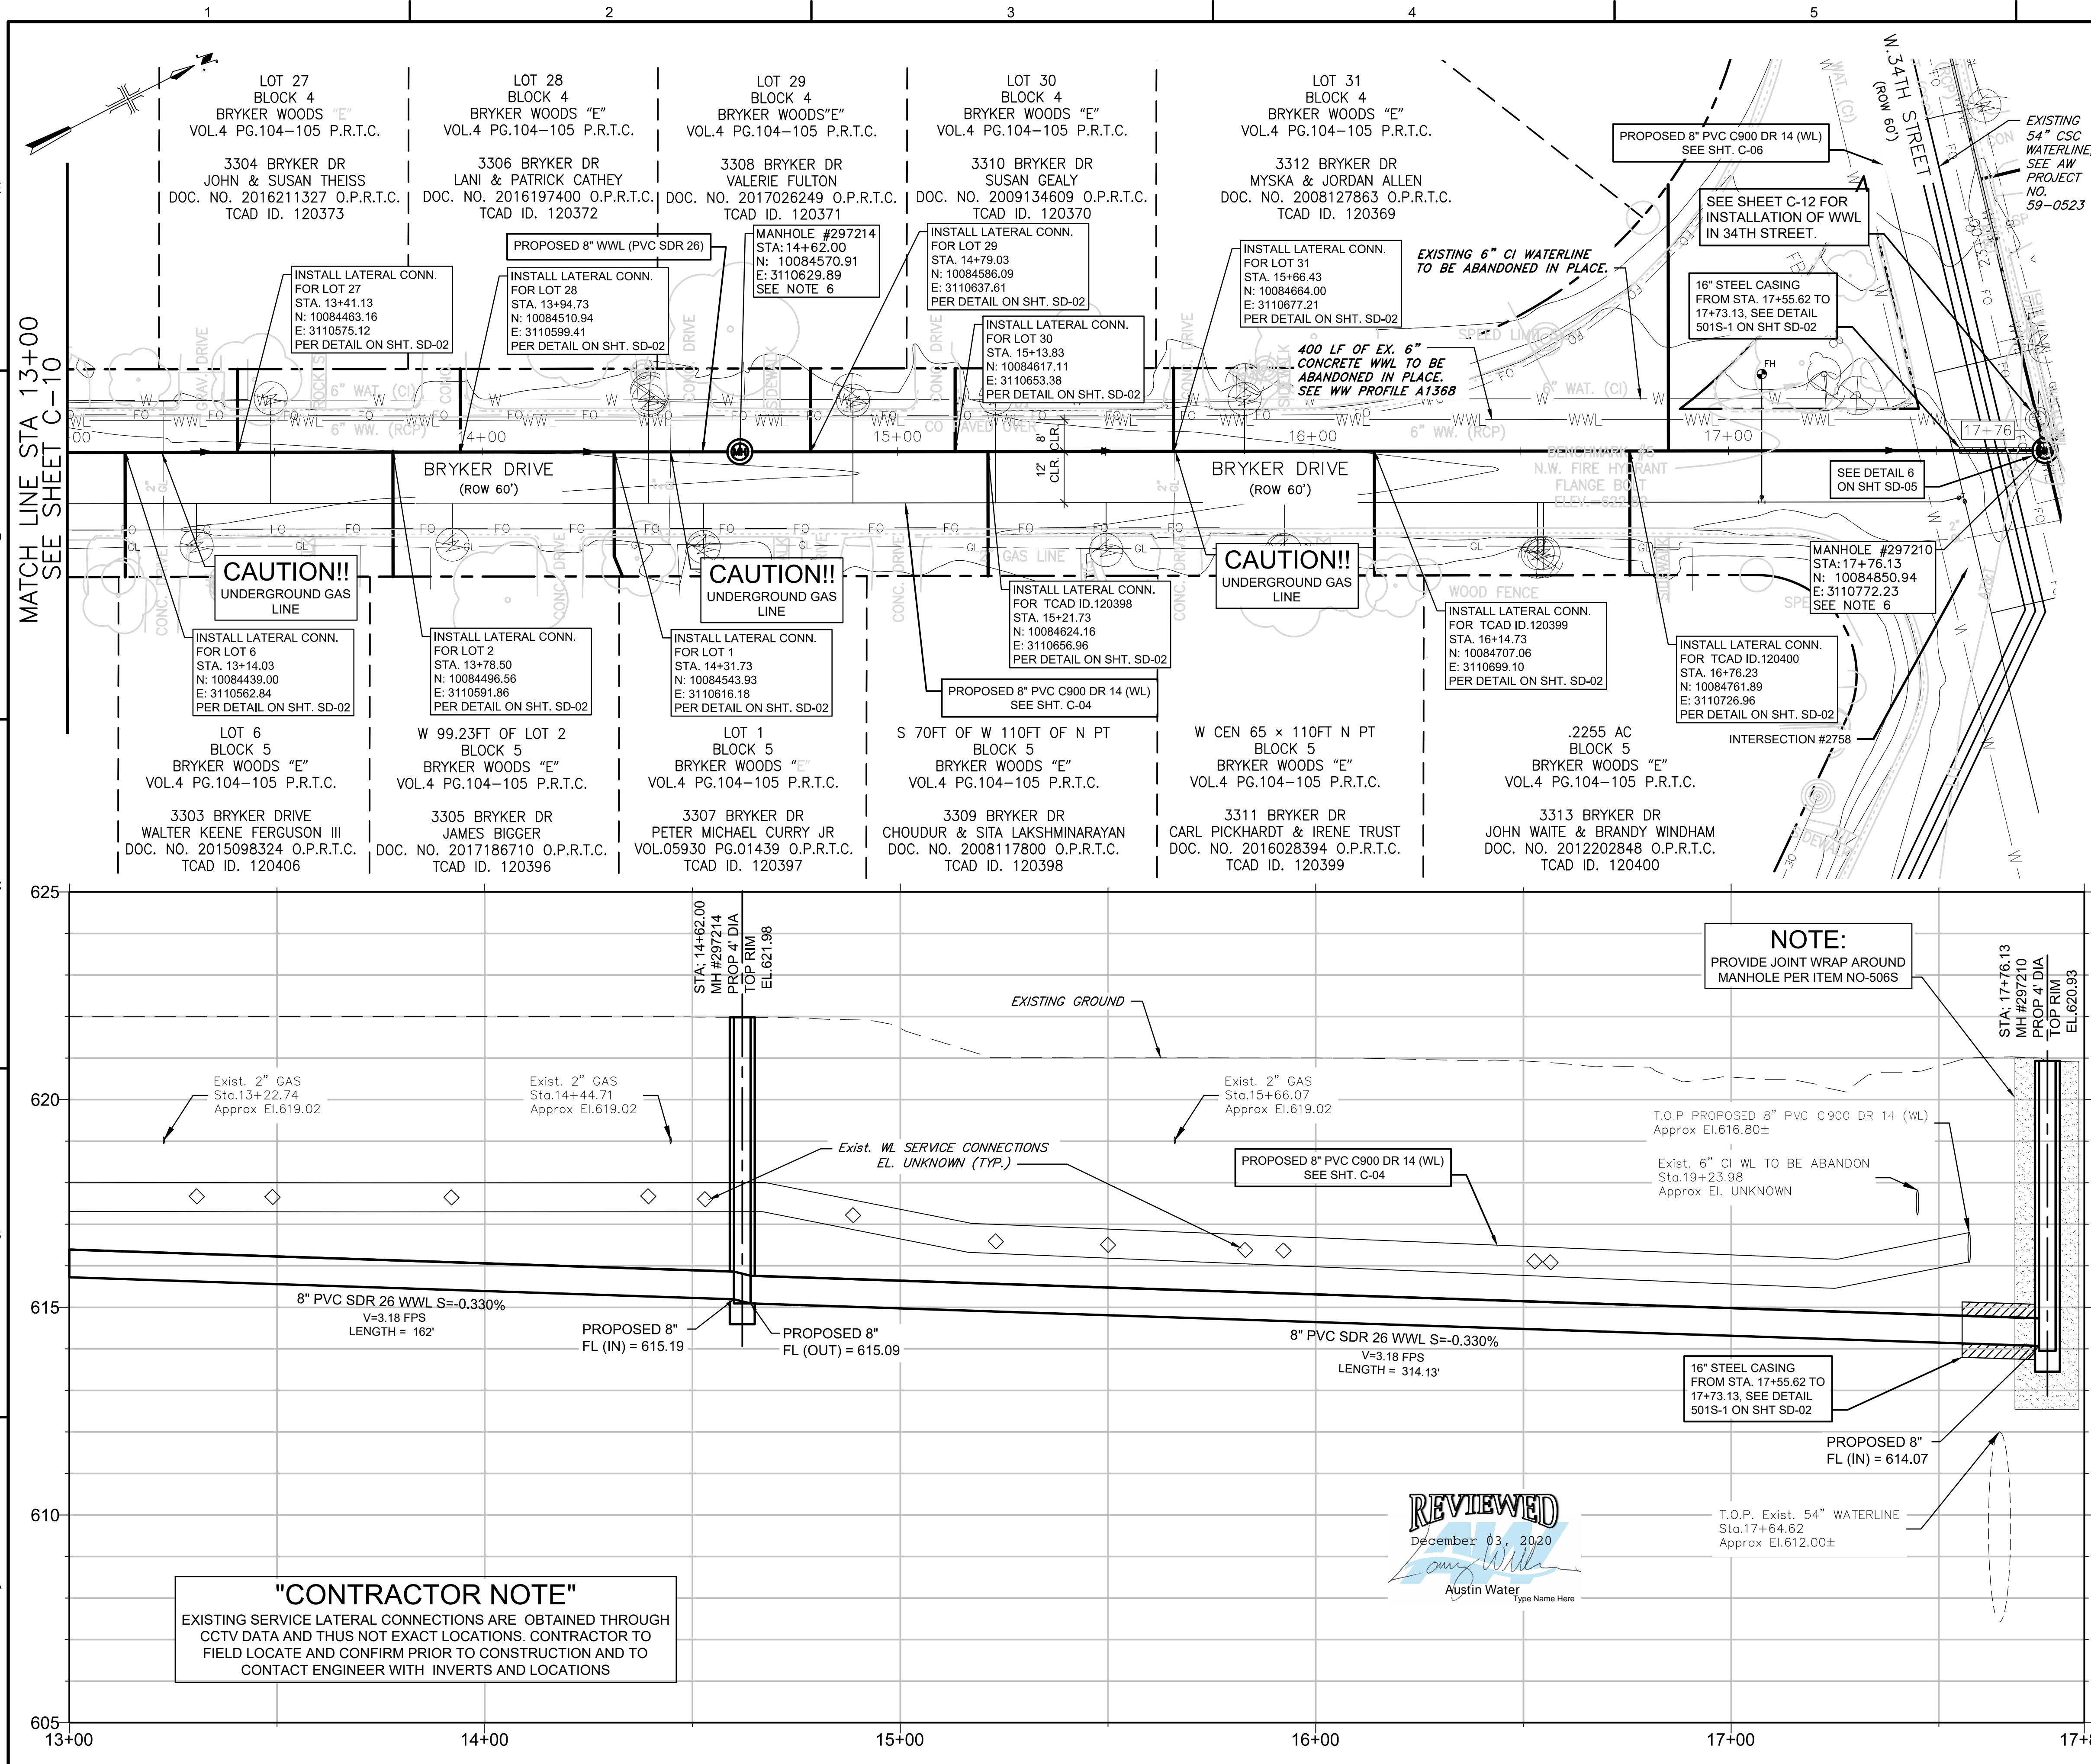 1
2
3
4
5
MATCH LINE STA 13+00
SEE SHEET C-10
LOT 27
BLOCK 4
BRYKER WOODS "E"
VOL.4 PG.104-105 P.R.T.C.
3304 BRYKER DR
JOHN & SUSAN THEISS
DOC. NO. 2016211327 O.P.R.T.C.
TCAD ID. 120373
LOT 28
BLOCK 4
BRYKER WOODS "E"
VOL.4 PG.104-105 P.R.T.C.
3306 BRYKER DR
LANI & PATRICK CATHEY
DOC. NO. 2016197400 O.P.R.T.C.
TCAD ID. 120372
LOT 29
BLOCK 4
BRYKER WOODS"E"
VOL.4 PG.104-105 P.R.T.C.
3308 BRYKER DR
VALERIE FULTON
DOC. NO. 2017026249 O.P.R.T.C.
TCAD ID. 120371
LOT 30
BLOCK 4
BRYKER WOODS "E"
VOL.4 PG.104-105 P.R.T.C.
3310 BRYKER DR
SUSAN GEALY
DOC. NO. 2009134609 O.P.R.T.C.
TCAD ID. 120370
LOT 31
BLOCK 4
BRYKER WOODS "E"
VOL.4 PG.104-105 P.R.T.C.
3312 BRYKER DR
MYSKA & JORDAN ALLEN
DOC. NO. 2008127863 O.P.R.T.C.
TCAD ID. 120369
W.34TH STREET
(ROW 60')
PROPOSED 8" PVC C900 DR 14 (WL)
SEE SHT. C-06
EXISTING
54" CSC
WATERLINE,
SEE AW
PROJECT
NO.
59-0523
SEE SHEET C-12 FOR
INSTALLATION OF WWL
IN 34TH STREET.
16" STEEL CASING
FROM STA. 17+55.62 TO
17+73.13, SEE DETAIL
501S-1 ON SHT SD-02
INSTALL LATERAL CONN.
FOR LOT 27
STA. 13+41.13
N: 10084463.16
E: 3110575.12
PER DETAIL ON SHT. SD-02
PROPOSED 8" WWL (PVC SDR 26)
INSTALL LATERAL CONN.
FOR LOT 28
STA. 13+94.73
N: 10084510.94
E: 3110599.41
PER DETAIL ON SHT. SD-02
MANHOLE #297214
STA:14+62.00
N: 10084570.91
E: 3110629.89
SEE NOTE 6
INSTALL LATERAL CONN.
FOR LOT 29
STA. 14+79.03
N: 10084586.09
E: 3110637.61
PER DETAIL ON SHT. SD-02
INSTALL LATERAL CONN.
FOR LOT 30
STA. 15+13.83
N: 10084617.11
E: 3110653.38
PER DETAIL ON SHT. SD-02
INSTALL LATERAL CONN.
FOR LOT 31
STA. 15+66.43
N: 10084664.00
E: 3110677.21
PER DETAIL ON SHT. SD-02
EXISTING 6" CI WATERLINE
TO BE ABANDONED IN PLACE.
400 LF OF EX. 6"
CONCRETE WWL TO BE
ABANDONED IN PLACE.
SEE WW PROFILE A1368
6" WAT. (CI)
6" WW. (RCP)
6" WAT. (CI)
6" WW. (RCP)
FH
14+00
15+00
16+00
17+00
17+76
BRYKER DRIVE
(ROW 60')
BRYKER DRIVE
(ROW 60')
8' CLR.
12' CLR.
BENCHMARK #5
N.W. FIRE HYDRANT
FLANGE BOLT
SEE DETAIL 6
ON SHT SD-05
CAUTION!!
UNDERGROUND GAS
LINE
CAUTION!!
UNDERGROUND GAS
LINE
CAUTION!!
UNDERGROUND GAS
LINE
GAS LINE
WOOD FENCE
MANHOLE #297210
STA:17+76.13
N: 10084850.94
E: 3110772.23
SEE NOTE 6
INSTALL LATERAL CONN.
FOR LOT 6
STA. 13+14.03
N: 10084439.00
E: 3110562.84
PER DETAIL ON SHT. SD-02
INSTALL LATERAL CONN.
FOR LOT 2
STA. 13+78.50
N: 10084496.56
E: 3110591.86
PER DETAIL ON SHT. SD-02
INSTALL LATERAL CONN.
FOR LOT 1
STA. 14+31.73
N: 10084543.93
E: 3110616.18
PER DETAIL ON SHT. SD-02
INSTALL LATERAL CONN.
FOR TCAD ID.120398
STA. 15+21.73
N: 10084624.16
E: 3110656.96
PER DETAIL ON SHT. SD-02
PROPOSED 8" PVC C900 DR 14 (WL)
SEE SHT. C-04
INSTALL LATERAL CONN.
FOR TCAD ID.120399
STA. 16+14.73
N: 10084707.06
E: 3110699.10
PER DETAIL ON SHT. SD-02
INSTALL LATERAL CONN.
FOR TCAD ID.120400
STA. 16+76.23
N: 10084761.89
E: 3110726.96
PER DETAIL ON SHT. SD-02
INTERSECTION #2758
LOT 6
BLOCK 5
BRYKER WOODS "E"
VOL.4 PG.104-105 P.R.T.C.
3303 BRYKER DRIVE
WALTER KEENE FERGUSON III
DOC. NO. 2015098324 O.P.R.T.C.
TCAD ID. 120406
W 99.23FT OF LOT 2
BLOCK 5
BRYKER WOODS "E"
VOL.4 PG.104-105 P.R.T.C.
3305 BRYKER DR
JAMES BIGGER
DOC. NO. 2017186710 O.P.R.T.C.
TCAD ID. 120396
LOT 1
BLOCK 5
BRYKER WOODS "E"
VOL.4 PG.104-105 P.R.T.C.
3307 BRYKER DR
PETER MICHAEL CURRY JR
VOL.05930 PG.01439 O.P.R.T.C.
TCAD ID. 120397
S 70FT OF W 110FT OF N PT
BLOCK 5
BRYKER WOODS "E"
VOL.4 PG.104-105 P.R.T.C.
3309 BRYKER DR
CHOUDUR & SITA LAKSHMINARAYAN
DOC. NO. 2008117800 O.P.R.T.C.
TCAD ID. 120398
W CEN 65 × 110FT N PT
BLOCK 5
BRYKER WOODS "E"
VOL.4 PG.104-105 P.R.T.C.
3311 BRYKER DR
CARL PICKHARDT & IRENE TRUST
DOC. NO. 2016028394 O.P.R.T.C.
TCAD ID. 120399
.2255 AC
BLOCK 5
BRYKER WOODS "E"
VOL.4 PG.104-105 P.R.T.C.
3313 BRYKER DR
JOHN WAITE & BRANDY WINDHAM
DOC. NO. 2012202848 O.P.R.T.C.
TCAD ID. 120400
625
620
615
610
605
STA; 14+62.00
MH #297214
PROP 4' DIA
TOP RIM
EL.621.98
EXISTING GROUND
NOTE:
PROVIDE JOINT WRAP AROUND
MANHOLE PER ITEM NO-506S
STA; 17+76.13
MH #297210
PROP 4' DIA
TOP RIM
EL.620.93
Exist. 2" GAS
Sta.13+22.74
Approx El.619.02
Exist. 2" GAS
Sta.14+44.71
Approx El.619.02
Exist. 2" GAS
Sta.15+66.07
Approx El.619.02
Exist. WL SERVICE CONNECTIONS
EL. UNKNOWN (TYP.)
PROPOSED 8" PVC C900 DR 14 (WL)
SEE SHT. C-04
T.O.P PROPOSED 8" PVC C900 DR 14 (WL)
Approx El.616.80±
Exist. 6" CI WL TO BE ABANDON
Sta.19+23.98
Approx El. UNKNOWN
8" PVC SDR 26 WWL S=-0.330%
V=3.18 FPS
LENGTH = 162'
PROPOSED 8"
FL (IN) = 615.19
PROPOSED 8"
FL (OUT) = 615.09
8" PVC SDR 26 WWL S=-0.330%
V=3.18 FPS
LENGTH = 314.13'
16" STEEL CASING
FROM STA. 17+55.62 TO
17+73.13, SEE DETAIL
501S-1 ON SHT SD-02
PROPOSED 8"
FL (IN) = 614.07
T.O.P. Exist. 54" WATERLINE
Sta.17+64.62
Approx El.612.00±
REVIEWED
AW
December 03, 2020
Austin Water
Type Name Here
"CONTRACTOR NOTE"
EXISTING SERVICE LATERAL CONNECTIONS ARE OBTAINED THROUGH
CCTV DATA AND THUS NOT EXACT LOCATIONS. CONTRACTOR TO
FIELD LOCATE AND CONFIRM PRIOR TO CONSTRUCTION AND TO
CONTACT ENGINEER WITH INVERTS AND LOCATIONS
13+00
14+00
15+00
16+00
17+00